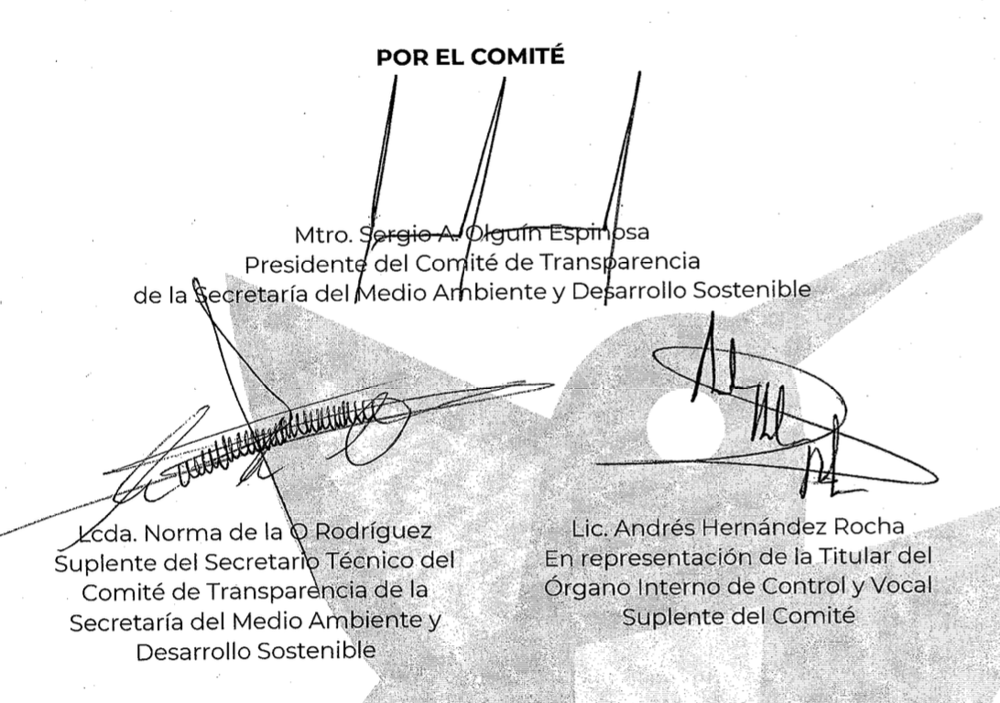 POR EL COMITÉ
Mtro. Sergio A. Olguín Espinosa
Presidente del Comité de Transparencia
de la Secretaría del Medio Ambiente y Desarrollo Sostenible
Lcda. Norma de la O Rodríguez
Suplente del Secretario Técnico del
Comité de Transparencia de la
Secretaría del Medio Ambiente y
Desarrollo Sostenible
Lic. Andrés Hernández Rocha
En representación de la Titular del
Órgano Interno de Control y Vocal
Suplente del Comité